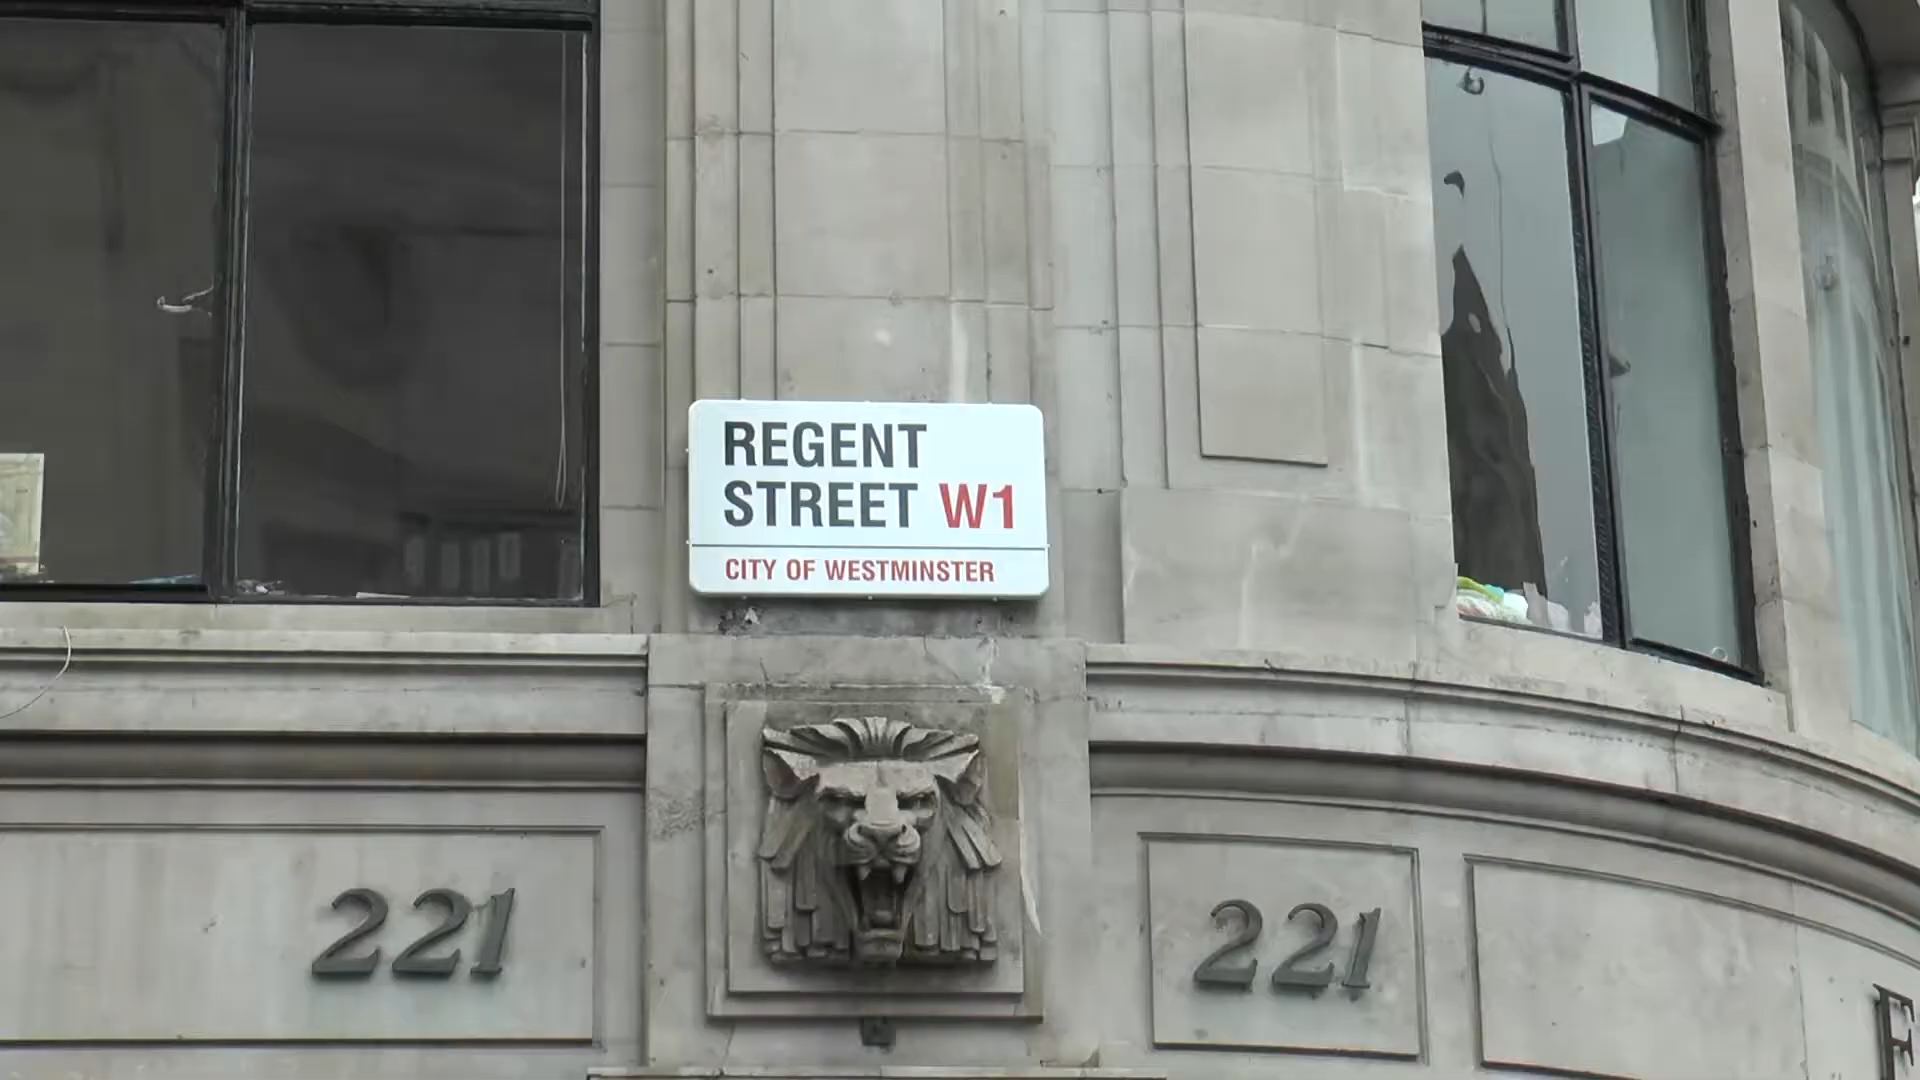 REGENT
STREET W1
CITY OF WESTMINSTER
221
221